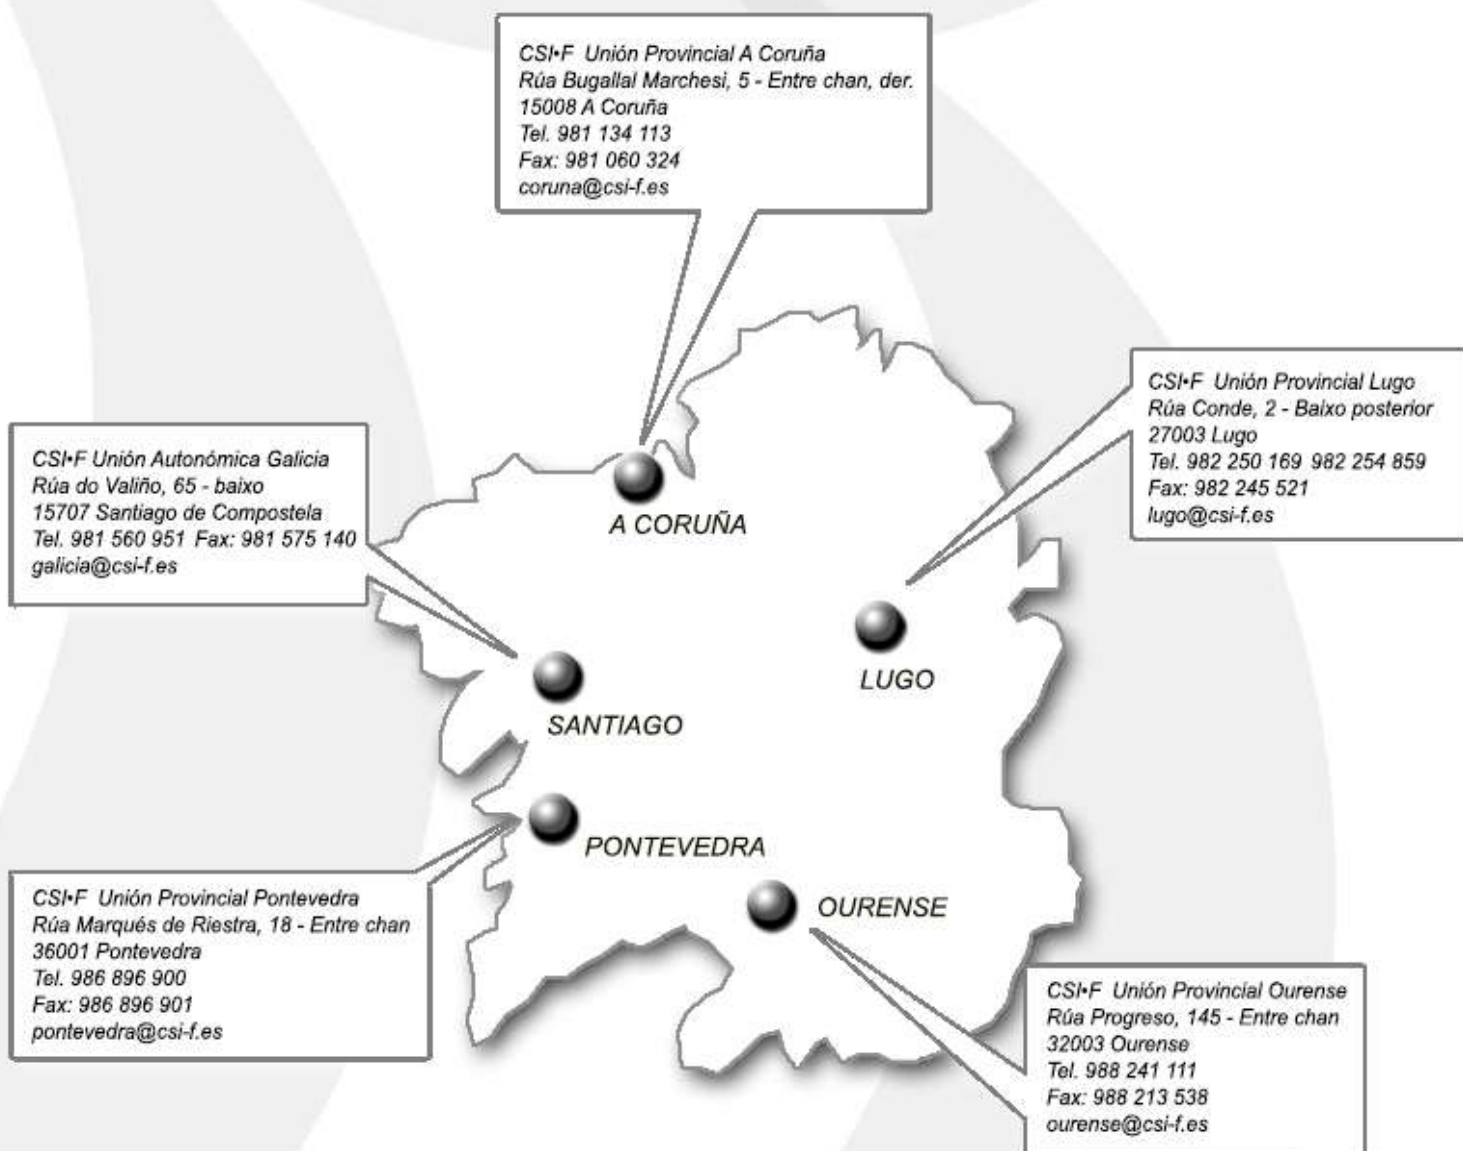 CSI•F Unión Provincial A Coruña
Rúa Bugallal Marchesi, 5 - Entre chan, der.
15008 A Coruña
Tel. 981 134 113
Fax: 981 060 324
coruna@csi-f.es
CSI•F Unión Provincial Lugo
Rúa Conde, 2 - Baixo posterior
27003 Lugo
Tel. 982 250 169 982 254 859
Fax: 982 245 521
lugo@csi-f.es
CSI•F Unión Autonómica Galicia
Rúa do Valiño, 65 - baixo
15707 Santiago de Compostela
Tel. 981 560 951 Fax: 981 575 140
galicia@csi-f.es
A CORUÑA
LUGO
SANTIAGO
PONTEVEDRA
OURENSE
CSI•F Unión Provincial Pontevedra
Rúa Marqués de Riestra, 18 - Entre chan
36001 Pontevedra
Tel. 986 896 900
Fax: 986 896 901
pontevedra@csi-f.es
CSI•F Unión Provincial Ourense
Rúa Progreso, 145 - Entre chan
32003 Ourense
Tel. 988 241 111
Fax: 988 213 538
ourense@csi-f.es